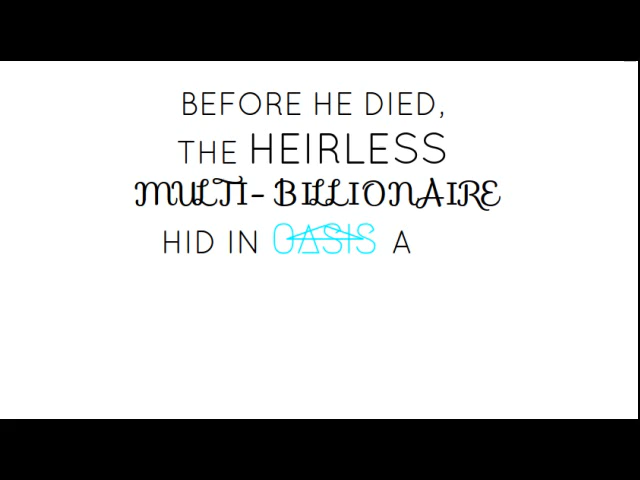 BEFORE HE DIED,
THE HEIRLESS
MULTI-BILLIONAIRE
HID IN OASIS A